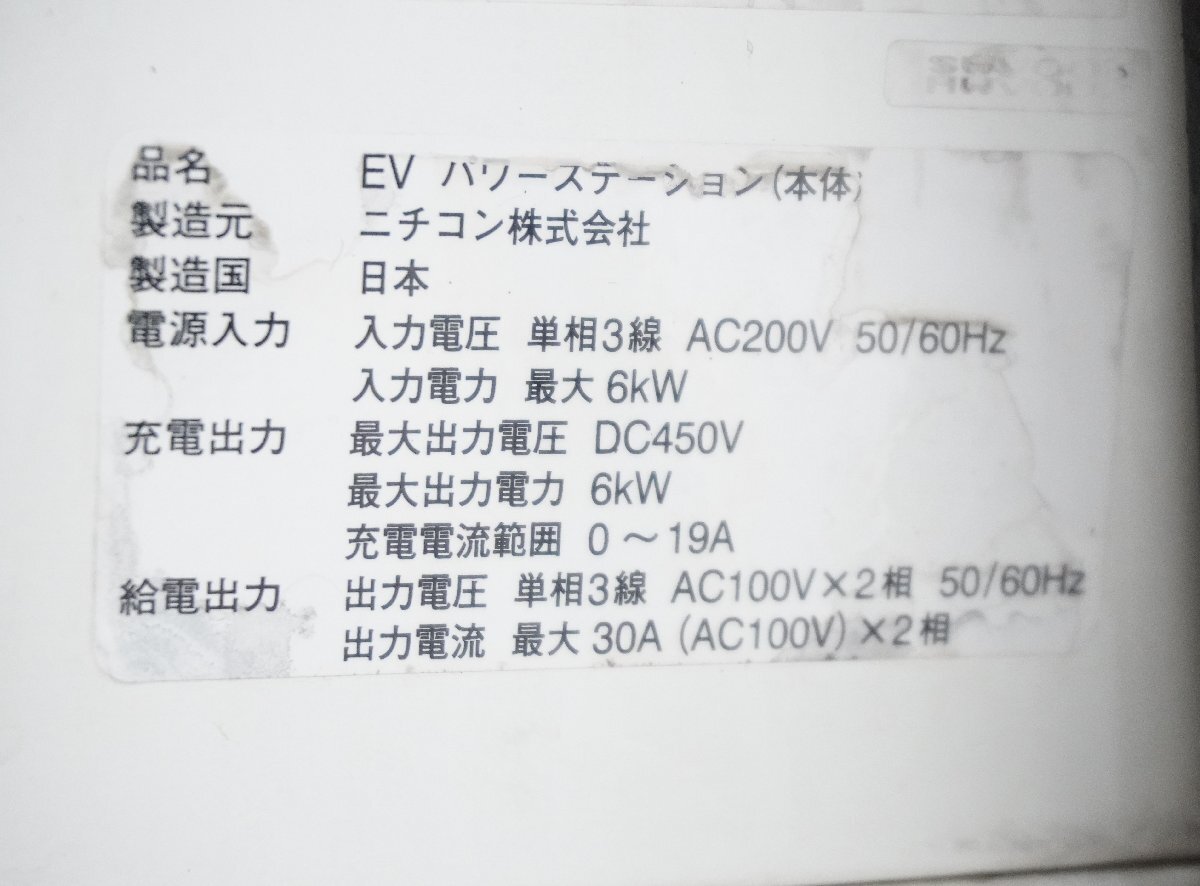 品名 EV パワーステーション(本体)
製造元 ニチコン株式会社
製造国 日本
電源入力 入力電圧 単相3線 AC200V 50/60Hz
入力電力 最大 6kW
充電出力 最大出力電圧 DC450V
最大出力電力 6kW
充電電流範囲 0 ～ 19A
給電出力 出力電圧 単相3線 AC100V×2相 50/60Hz
出力電流 最大 30A (AC100V)×2相